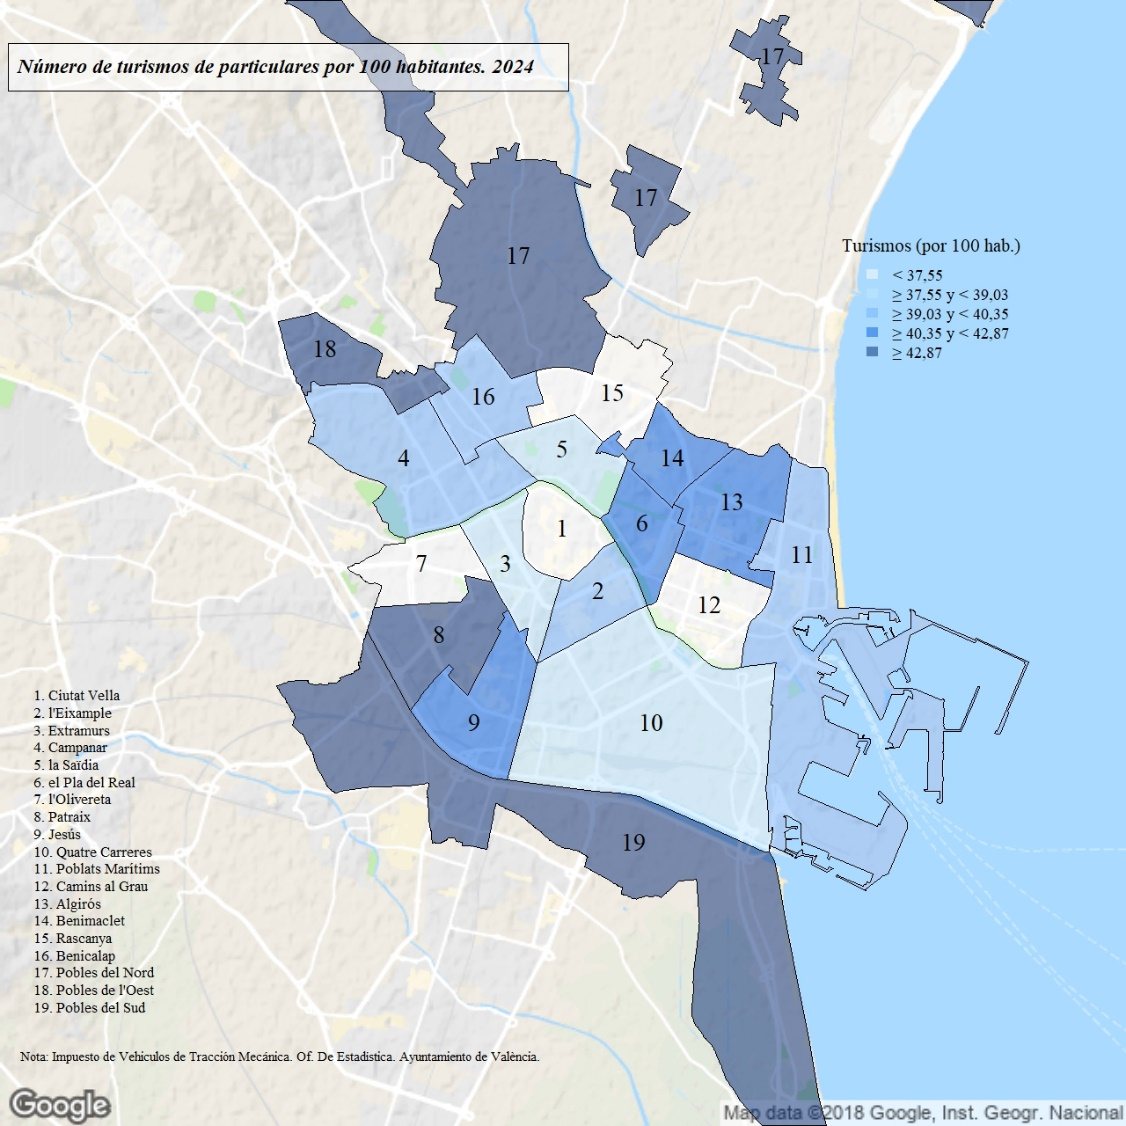 Número de turismos de particulares por 100 habitantes. 2024
17
17
17
Turismos (por 100 hab.)
< 37,55
≥ 37,55 y < 39,03
≥ 39,03 y < 40,35
≥ 40,35 y < 42,87
≥ 42,87
18
16
15
4
5
14
13
6
1
11
7
3
2
12
8
9
10
19
1. Ciutat Vella
2. l'Eixample
3. Extramurs
4. Campanar
5. la Saïdia
6. el Pla del Real
7. l'Olivereta
8. Patraix
9. Jesús
10. Quatre Carreres
11. Poblats Marítims
12. Camins al Grau
13. Algirós
14. Benimaclet
15. Rascanya
16. Benicalap
17. Pobles del Nord
18. Pobles de l'Oest
19. Pobles del Sud
Nota: Impuesto de Vehículos de Tracción Mecánica. Of. De Estadística. Ayuntamiento de València.
Google
Map data ©2018 Google, Inst. Geogr. Nacional